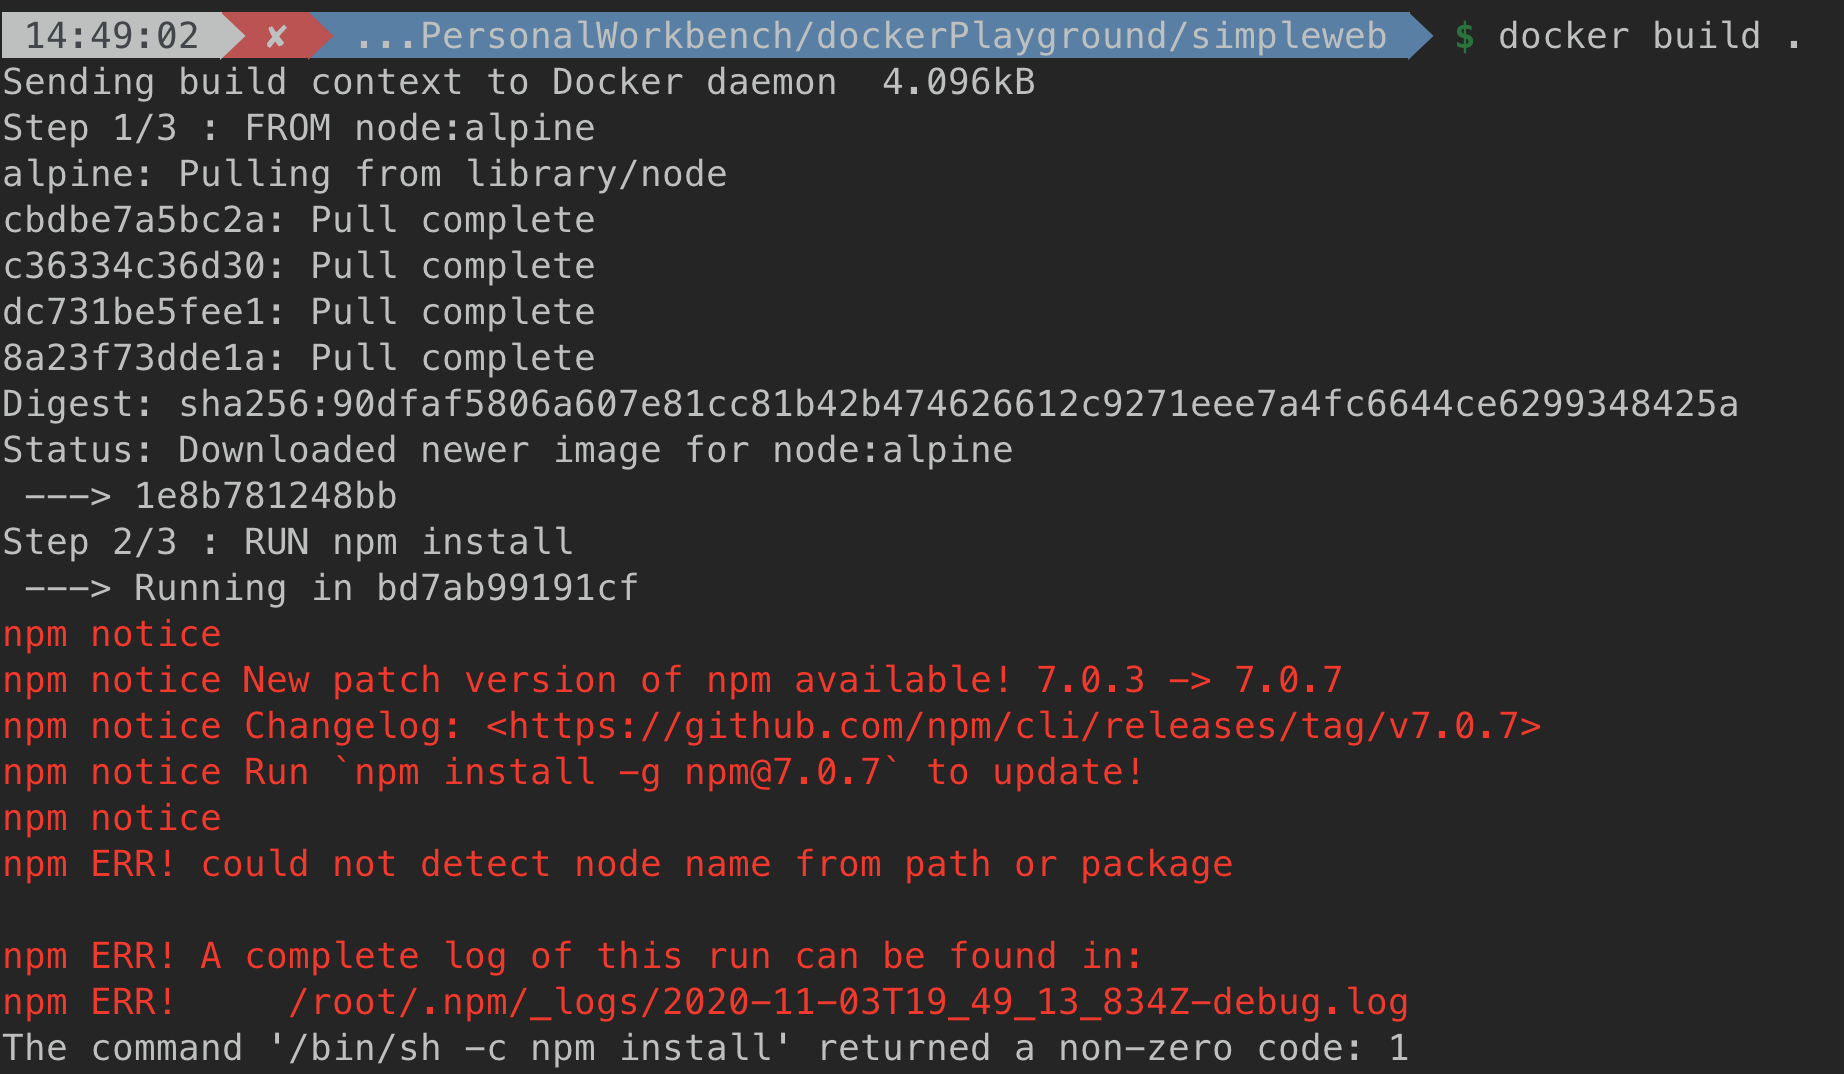 14:49:02 ✘ ...PersonalWorkbench/dockerPlayground/simpleweb $ docker build .
Sending build context to Docker daemon  4.096kB
Step 1/3 : FROM node:alpine
alpine: Pulling from library/node
cbdbe7a5bc2a: Pull complete
c36334c36d30: Pull complete
dc731be5fee1: Pull complete
8a23f73dde1a: Pull complete
Digest: sha256:90dfaf5806a607e81cc81b42b474626612c9271eee7a4fc6644ce6299348425a
Status: Downloaded newer image for node:alpine
 ---> 1e8b781248bb
Step 2/3 : RUN npm install
 ---> Running in bd7ab99191cf
npm notice
npm notice New patch version of npm available! 7.0.3 -> 7.0.7
npm notice Changelog: <https://github.com/npm/cli/releases/tag/v7.0.7>
npm notice Run `npm install -g npm@7.0.7` to update!
npm notice
npm ERR! could not detect node name from path or package
npm ERR! A complete log of this run can be found in:
npm ERR!     /root/.npm/_logs/2020-11-03T19_49_13_834Z-debug.log
The command '/bin/sh -c npm install' returned a non-zero code: 1